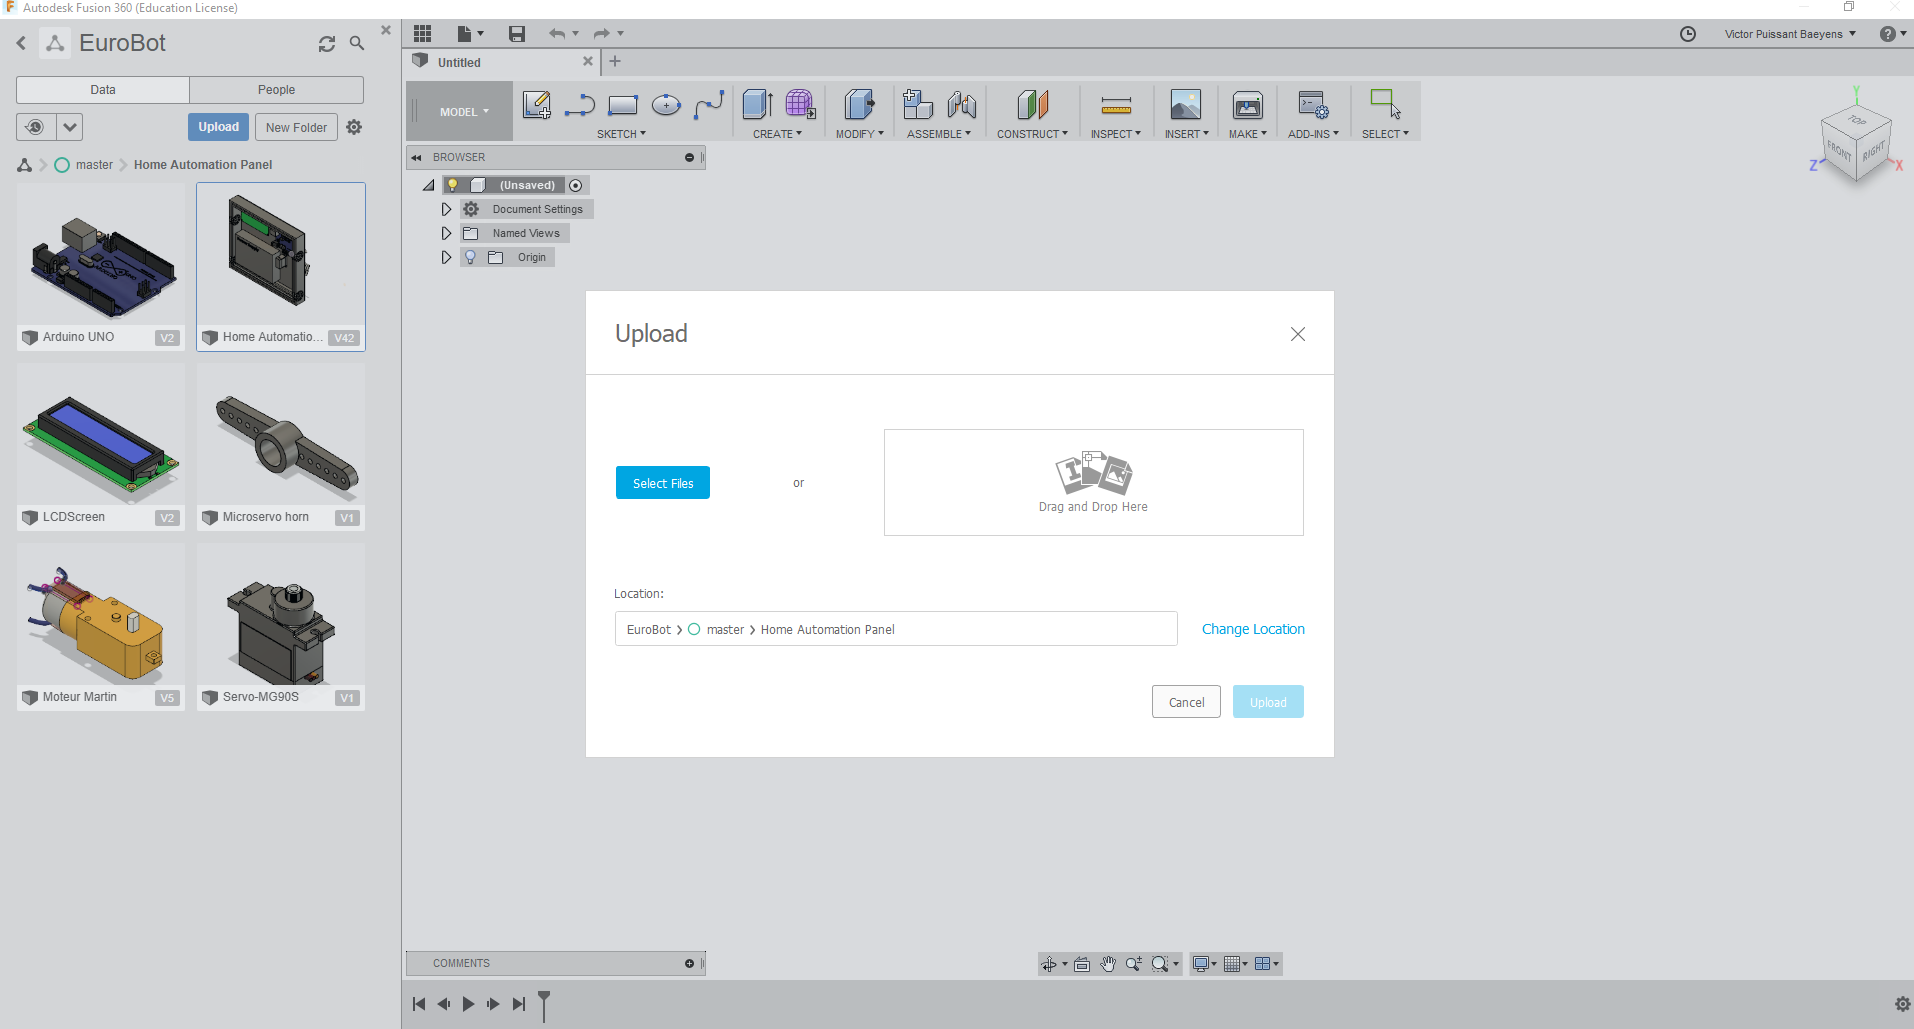 Autodesk Fusion 360 (Education License)
EuroBot
Data
People
Upload
New Folder
master
Home Automation Panel
Arduino UNO
V2
Home Automatio...
V42
LCDScreen
V2
Microservo horn
V1
Moteur Martin
V5
Servo-MG90S
V1
Victor Puissant Baeyens
Untitled
MODEL
SKETCH
CREATE
MODIFY
ASSEMBLE
CONSTRUCT
INSPECT
INSERT
MAKE
ADD-INS
SELECT
BROWSER
(Unsaved)
Document Settings
Named Views
Origin
Y
TOP
FRONT
RIGHT
Z
X
Upload
Select Files
or
Drag and Drop Here
Location:
EuroBot > master > Home Automation Panel
Change Location
Cancel
Upload
COMMENTS